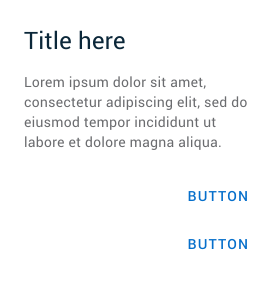 Title here
Lorem ipsum dolor sit amet,
consectetur adipiscing elit, sed do
eiusmod tempor incididunt ut
labore et dolore magna aliqua.
BUTTON
BUTTON